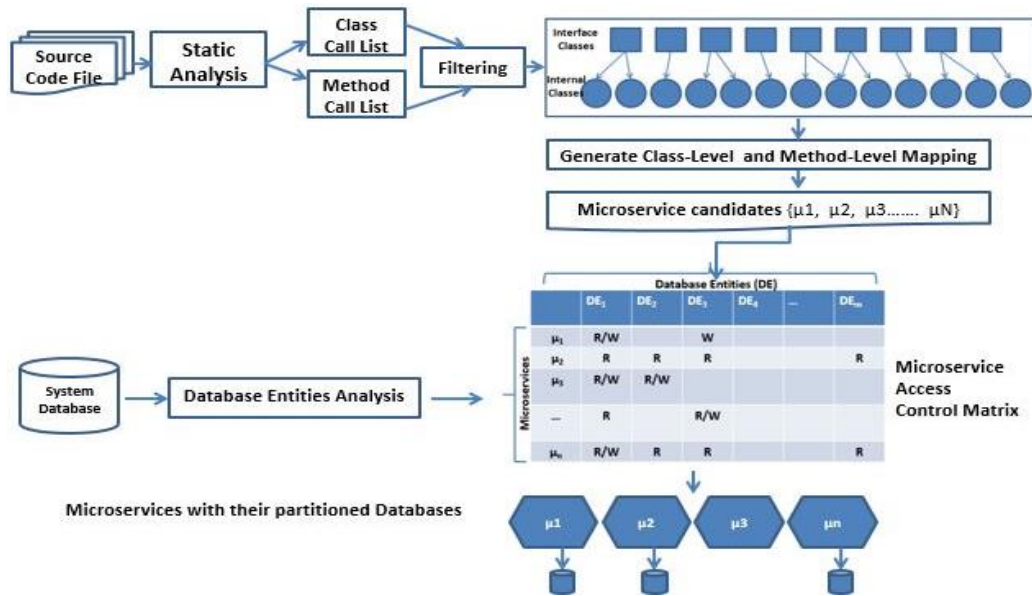 Source
Code File
Static
Analysis
Class
Call List
Method
Call List
Filtering
Interface
Classes
Internal
Classes
Generate Class-Level and Method-Level Mapping
Microservice candidates {μ1, μ2, μ3....... μN}
Database Entities (DE)
DE₁ DE₂ DE₃ DE₄ ... DEₘ
Microservices
μ₁ R/W W
μ₂ R R R R
μ₃ R/W R/W
... R R/W
μₙ R/W R R R
Microservice
Access
Control Matrix
System
Database
Database Entities Analysis
Microservices with their partitioned Databases
μ1 μ2 μ3 μn